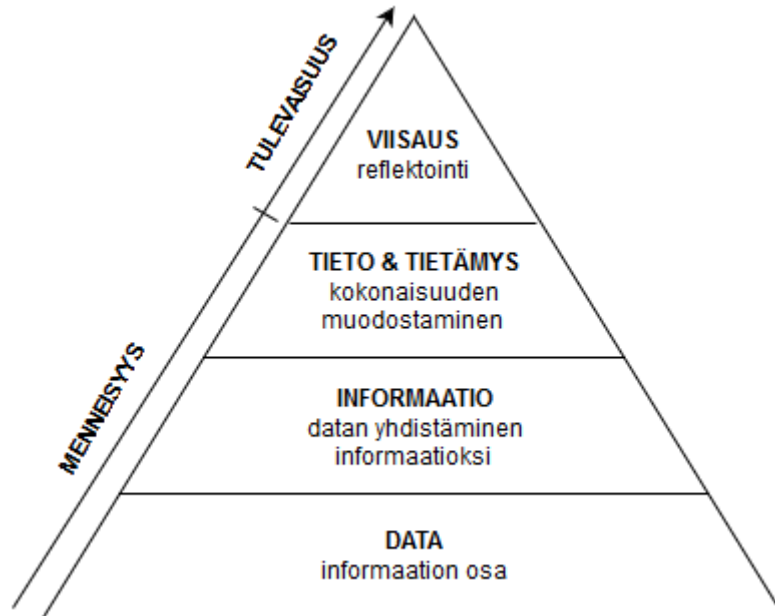 TULEVAISUUS
MENNEISYYS
VIISAUS
reflektointi
TIETO & TIETÄMYS
kokonaisuuden
muodostaminen
INFORMAATIO
datan yhdistäminen
informaatioksi
DATA
informaation osa